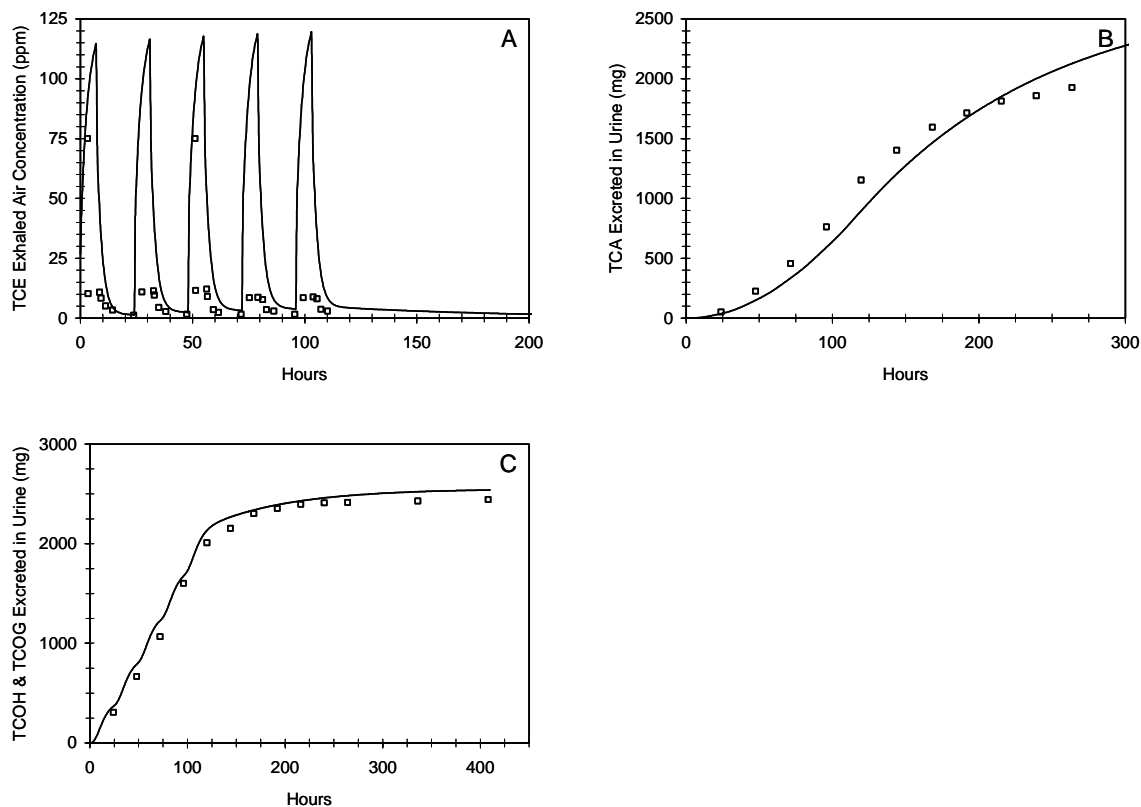 TCE Exhaled Air Concentration (ppm)
125
100
75
50
25
0
A
0 50 100 150 200
Hours
TCA Excreted in Urine (mg)
2500
2000
1500
1000
500
0
B
0 100 200 300
Hours
TCOH & TCOG Excreted in Urine (mg)
3000
2000
1000
0
C
0 100 200 300 400
Hours